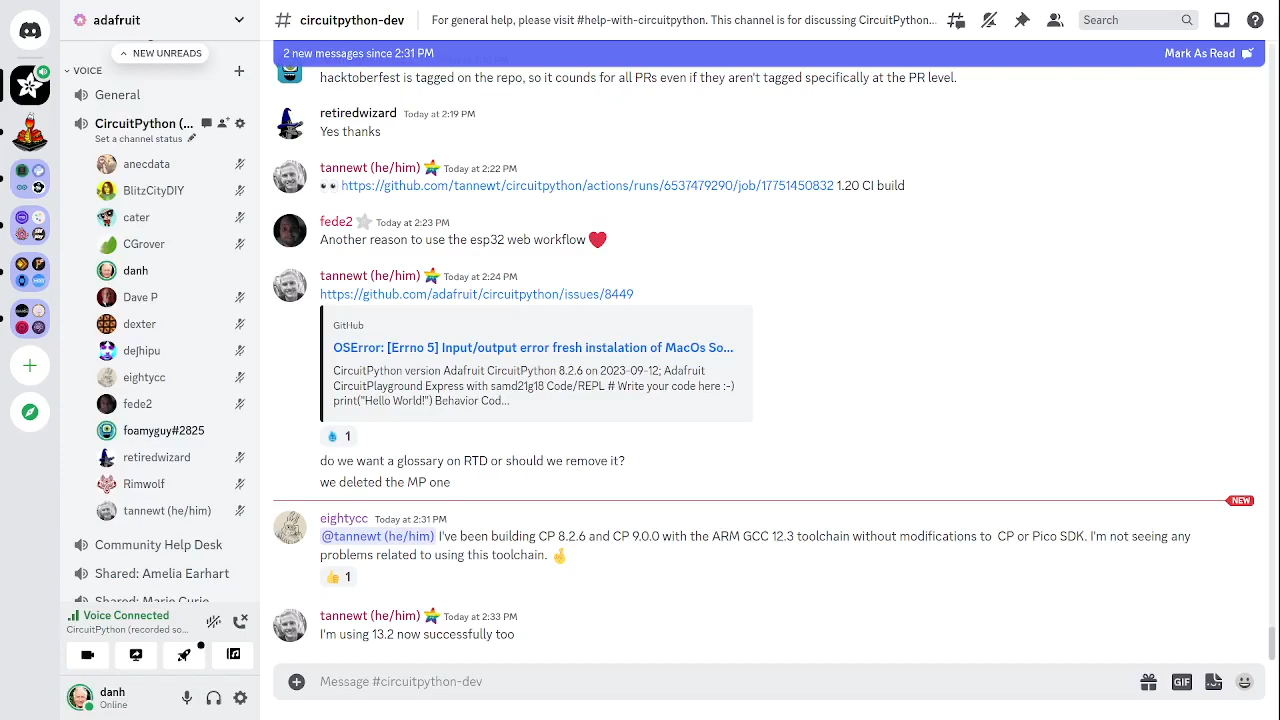 adafruit
NEW UNREADS
VOICE
General
CircuitPython (...
Set a channel status
anecdata
BlitzCityDIY
cater
CGrover
danh
Dave P
dexter
deʃhipu
eightycc
fede2
foamyguy#2825
retiredwizard
Rimwolf
tannewt (he/him)
Community Help Desk
Shared: Amelia Earhart
Shared: Marie Curie
Voice Connected
CircuitPython (recorded so...
danh
Online
# circuitpython-dev
For general help, please visit #help-with-circuitpython. This channel is for discussing CircuitPython...
Search
2 new messages since 2:31 PM
Mark As Read
hacktoberfest is tagged on the repo, so it counds for all PRs even if they aren't tagged specifically at the PR level.
retiredwizard Today at 2:19 PM
Yes thanks
tannewt (he/him) Today at 2:22 PM
👀 https://github.com/tannewt/circuitpython/actions/runs/6537479290/job/17751450832 1.20 CI build
fede2 Today at 2:23 PM
Another reason to use the esp32 web workflow ❤️
tannewt (he/him) Today at 2:24 PM
https://github.com/adafruit/circuitpython/issues/8449
GitHub
OSError: [Errno 5] Input/output error fresh instalation of MacOs So...
CircuitPython version Adafruit CircuitPython 8.2.6 on 2023-09-12; Adafruit
CircuitPlayground Express with samd21g18 Code/REPL # Write your code here :-)
print("Hello World!") Behavior Cod...
1
do we want a glossary on RTD or should we remove it?
we deleted the MP one
NEW
eightycc Today at 2:31 PM
@tannewt (he/him) I've been building CP 8.2.6 and CP 9.0.0 with the ARM GCC 12.3 toolchain without modifications to CP or Pico SDK. I'm not seeing any
problems related to using this toolchain. 🤞
👍 1
tannewt (he/him) Today at 2:33 PM
I'm using 13.2 now successfully too
Message #circuitpython-dev
GIF